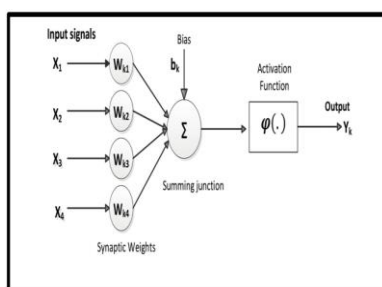 Input signals
X1
X2
X3
X4
Wk1
Wk2
Wk3
Wk4
Synaptic Weights
Bias
bk
Σ
Summing junction
Activation
Function
φ(.)
Output
Yk